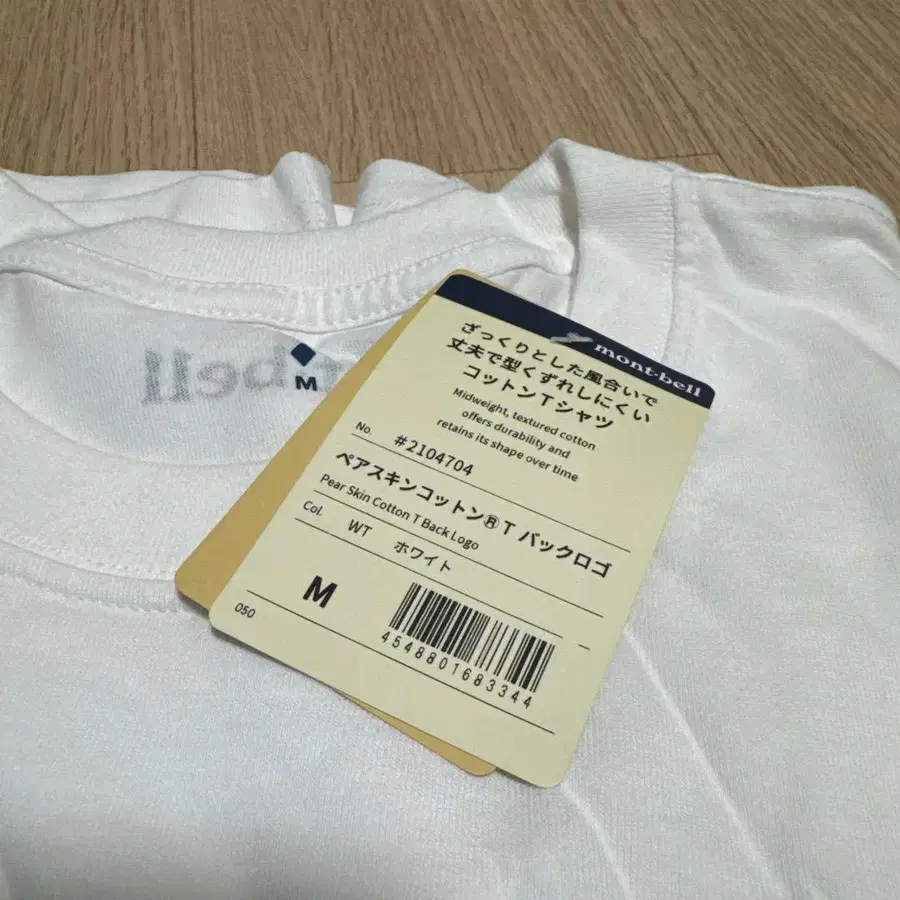 mont-bell
ざっくりとした風合いで
丈夫で型くずれしにくい
コットンTシャツ
Midweight, textured cotton
offers durability and
retains its shape over time
No. #2104704
ペアスキンコットン®T バックロゴ
Pear Skin Cotton T Back Logo
Col. WT ホワイト
M
050
4548801683344
M
bell